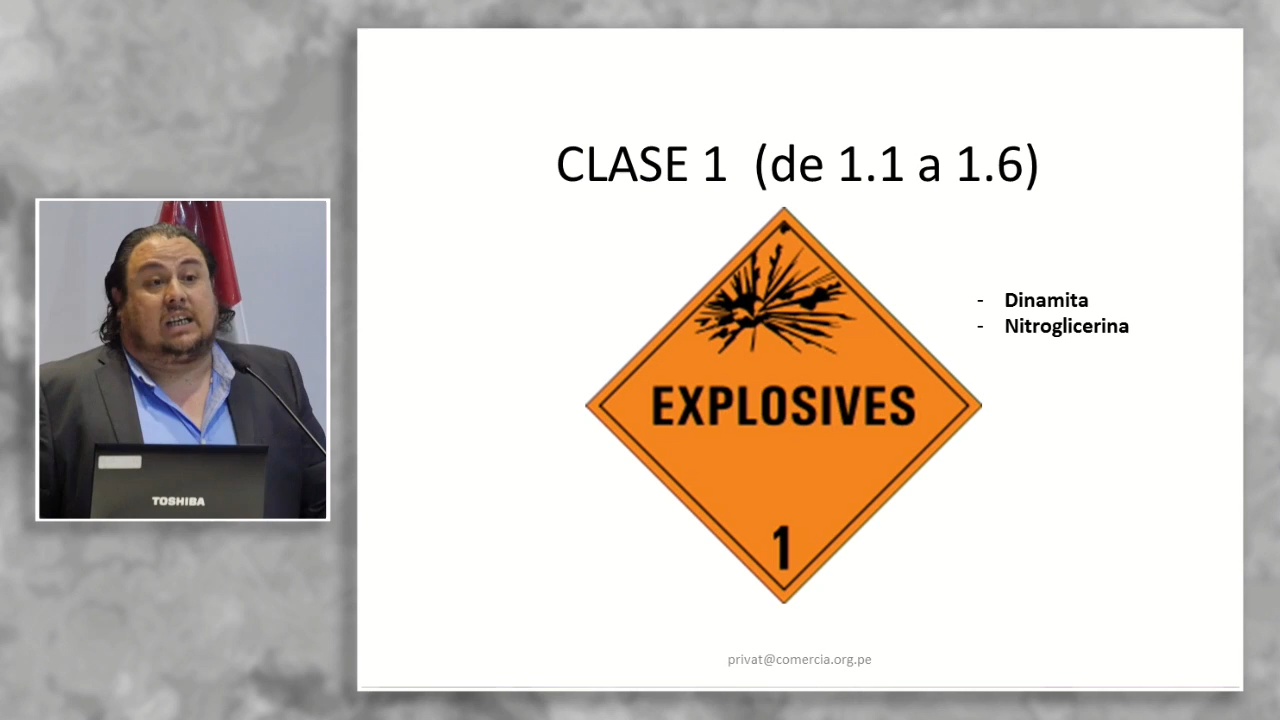 CLASE 1 (de 1.1 a 1.6)
- Dinamita
- Nitroglicerina
EXPLOSIVES
1
TOSHIBA
privat@comercia.org.pe